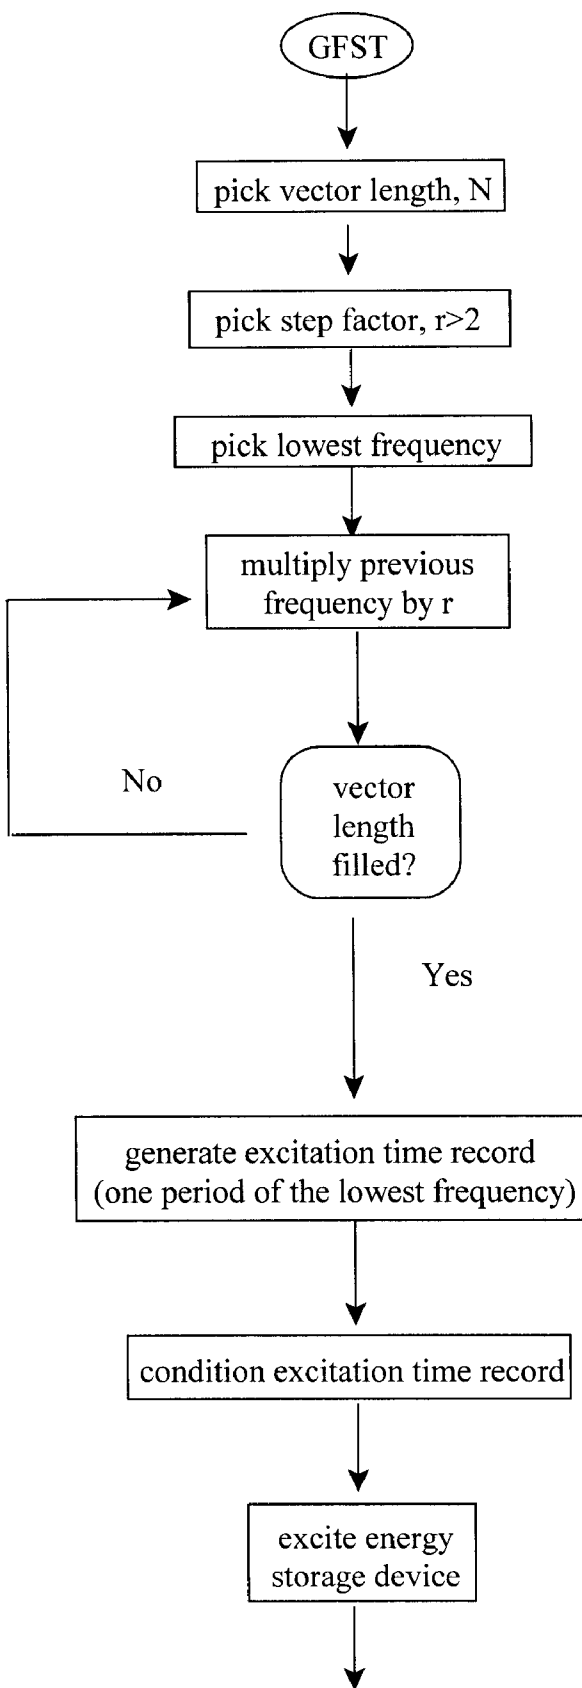 GFST
pick vector length, N
pick step factor, r>2
pick lowest frequency
multiply previous
frequency by r
No
vector
length
filled?
Yes
generate excitation time record
(one period of the lowest frequency)
condition excitation time record
excite energy
storage device